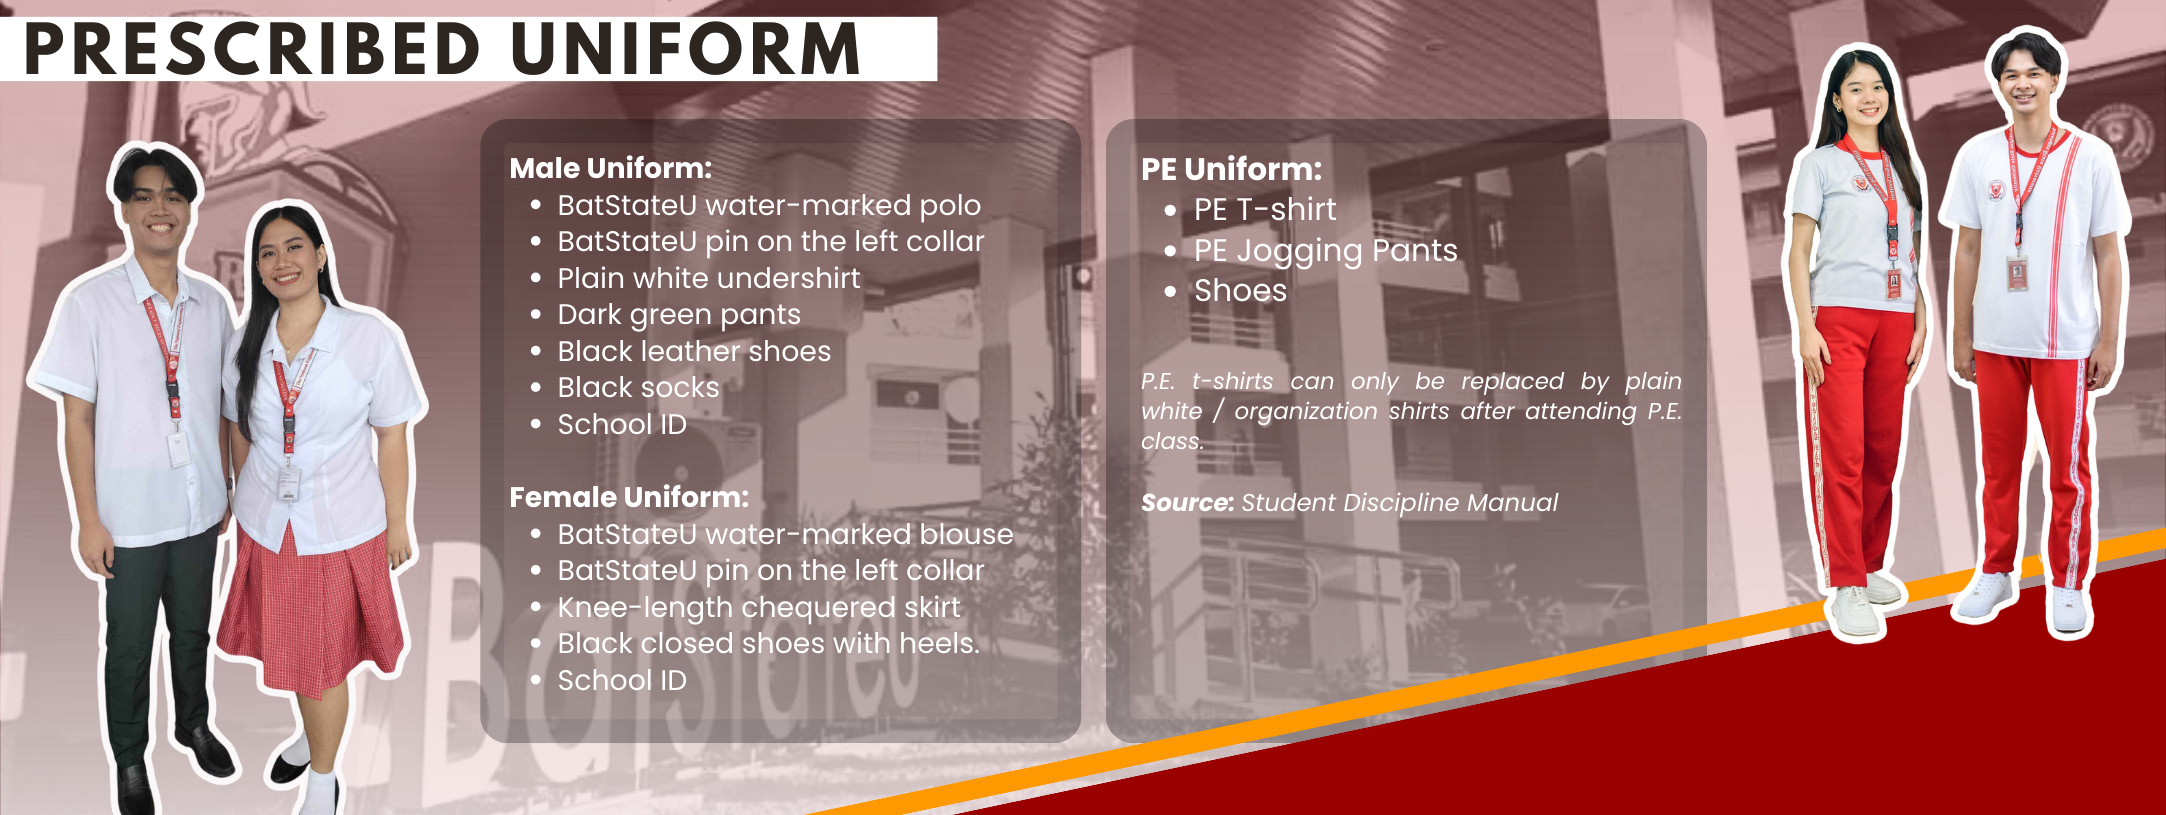 PRESCRIBED UNIFORM
Male Uniform:
• BatStateU water-marked polo
• BatStateU pin on the left collar
• Plain white undershirt
• Dark green pants
• Black leather shoes
• Black socks
• School ID
Female Uniform:
• BatStateU water-marked blouse
• BatStateU pin on the left collar
• Knee-length chequered skirt
• Black closed shoes with heels.
• School ID
PE Uniform:
• PE T-shirt
• PE Jogging Pants
• Shoes
P.E. t-shirts can only be replaced by plain
white / organization shirts after attending P.E.
class.
Source: Student Discipline Manual
BatStateU